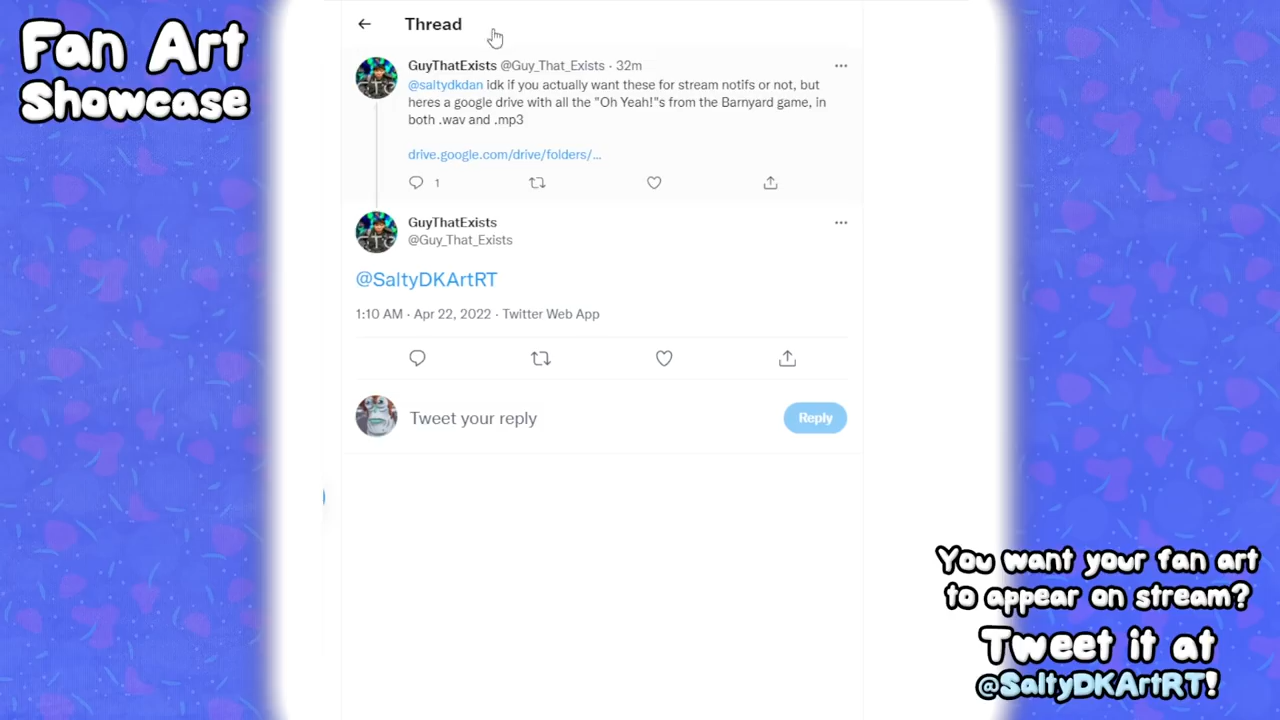 Fan Art
Showcase
Thread
GuyThatExists @Guy_That_Exists · 32m
@saltydkdan idk if you actually want these for stream notifs or not, but
heres a google drive with all the "Oh Yeah!"s from the Barnyard game, in
both .wav and .mp3
drive.google.com/drive/folders/...
1
GuyThatExists
@Guy_That_Exists
@SaltyDKArtRT
1:10 AM · Apr 22, 2022 · Twitter Web App
Tweet your reply
Reply
You want your fan art
to appear on stream?
Tweet it at
@SaltyDKArtRT!